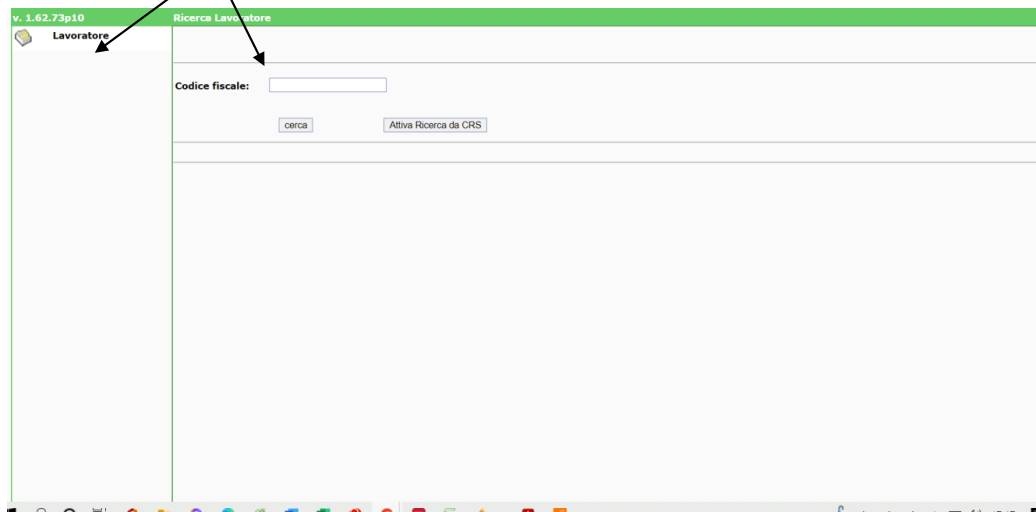 v. 1.62.73p10
Ricerca Lavoratore
Lavoratore
Codice fiscale:
cerca
Attiva Ricerca da CRS